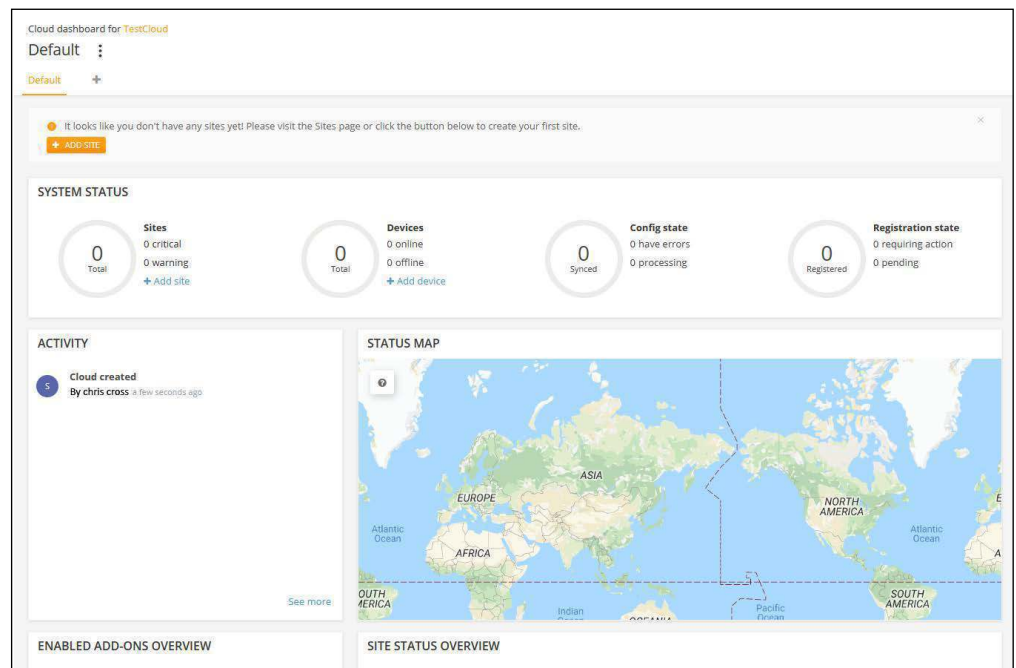 Cloud dashboard for TestCloud
Default
Default +
It looks like you don't have any sites yet! Please visit the Sites page or click the button below to create your first site.
×
+ ADD SITE
SYSTEM STATUS
0
Total
Sites
0 critical
0 warning
+ Add site
0
Total
Devices
0 online
0 offline
+ Add device
0
Synced
Config state
0 have errors
0 processing
0
Registered
Registration state
0 requiring action
0 pending
ACTIVITY
S
Cloud created
By chris cross a few seconds ago
See more
STATUS MAP
?
ASIA
EUROPE
NORTH
AMERICA
Atlantic
Ocean
Atlantic
Ocean
E
AFRICA
A
OUTH
MERICA
Indian
Ocean
OCEANIA
Pacific
Ocean
SOUTH
AMERICA
ENABLED ADD-ONS OVERVIEW
SITE STATUS OVERVIEW